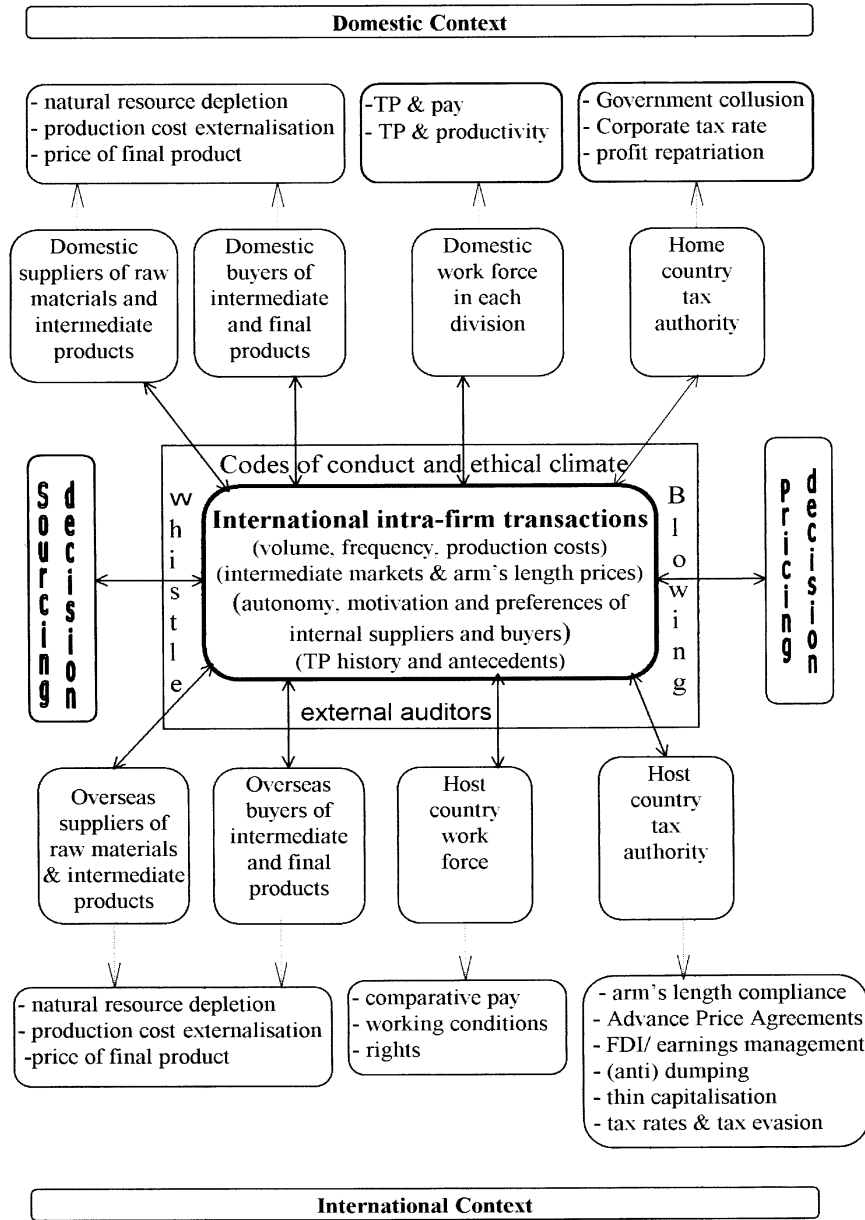 Domestic Context
- natural resource depletion
- production cost externalisation
- price of final product
-TP & pay
- TP & productivity
- Government collusion
- Corporate tax rate
- profit repatriation
Domestic
suppliers of raw
materials and
intermediate
products
Domestic
buyers of
intermediate
and final
products
Domestic
work force
in each
division
Home
country
tax
authority
Sourcing
decision
Codes of conduct and ethical climate
whistle
International intra-firm transactions
(volume, frequency, production costs)
(intermediate markets & arm's length prices)
(autonomy, motivation and preferences of
internal suppliers and buyers)
(TP history and antecedents)
Blowing
external auditors
pricing
decision
Overseas
suppliers of
raw materials
& intermediate
products
Overseas
buyers of
intermediate
and final
products
Host
country
work
force
Host
country
tax
authority
- natural resource depletion
- production cost externalisation
-price of final product
- comparative pay
- working conditions
- rights
- arm's length compliance
- Advance Price Agreements
- FDI/ earnings management
- (anti) dumping
- thin capitalisation
- tax rates & tax evasion
International Context